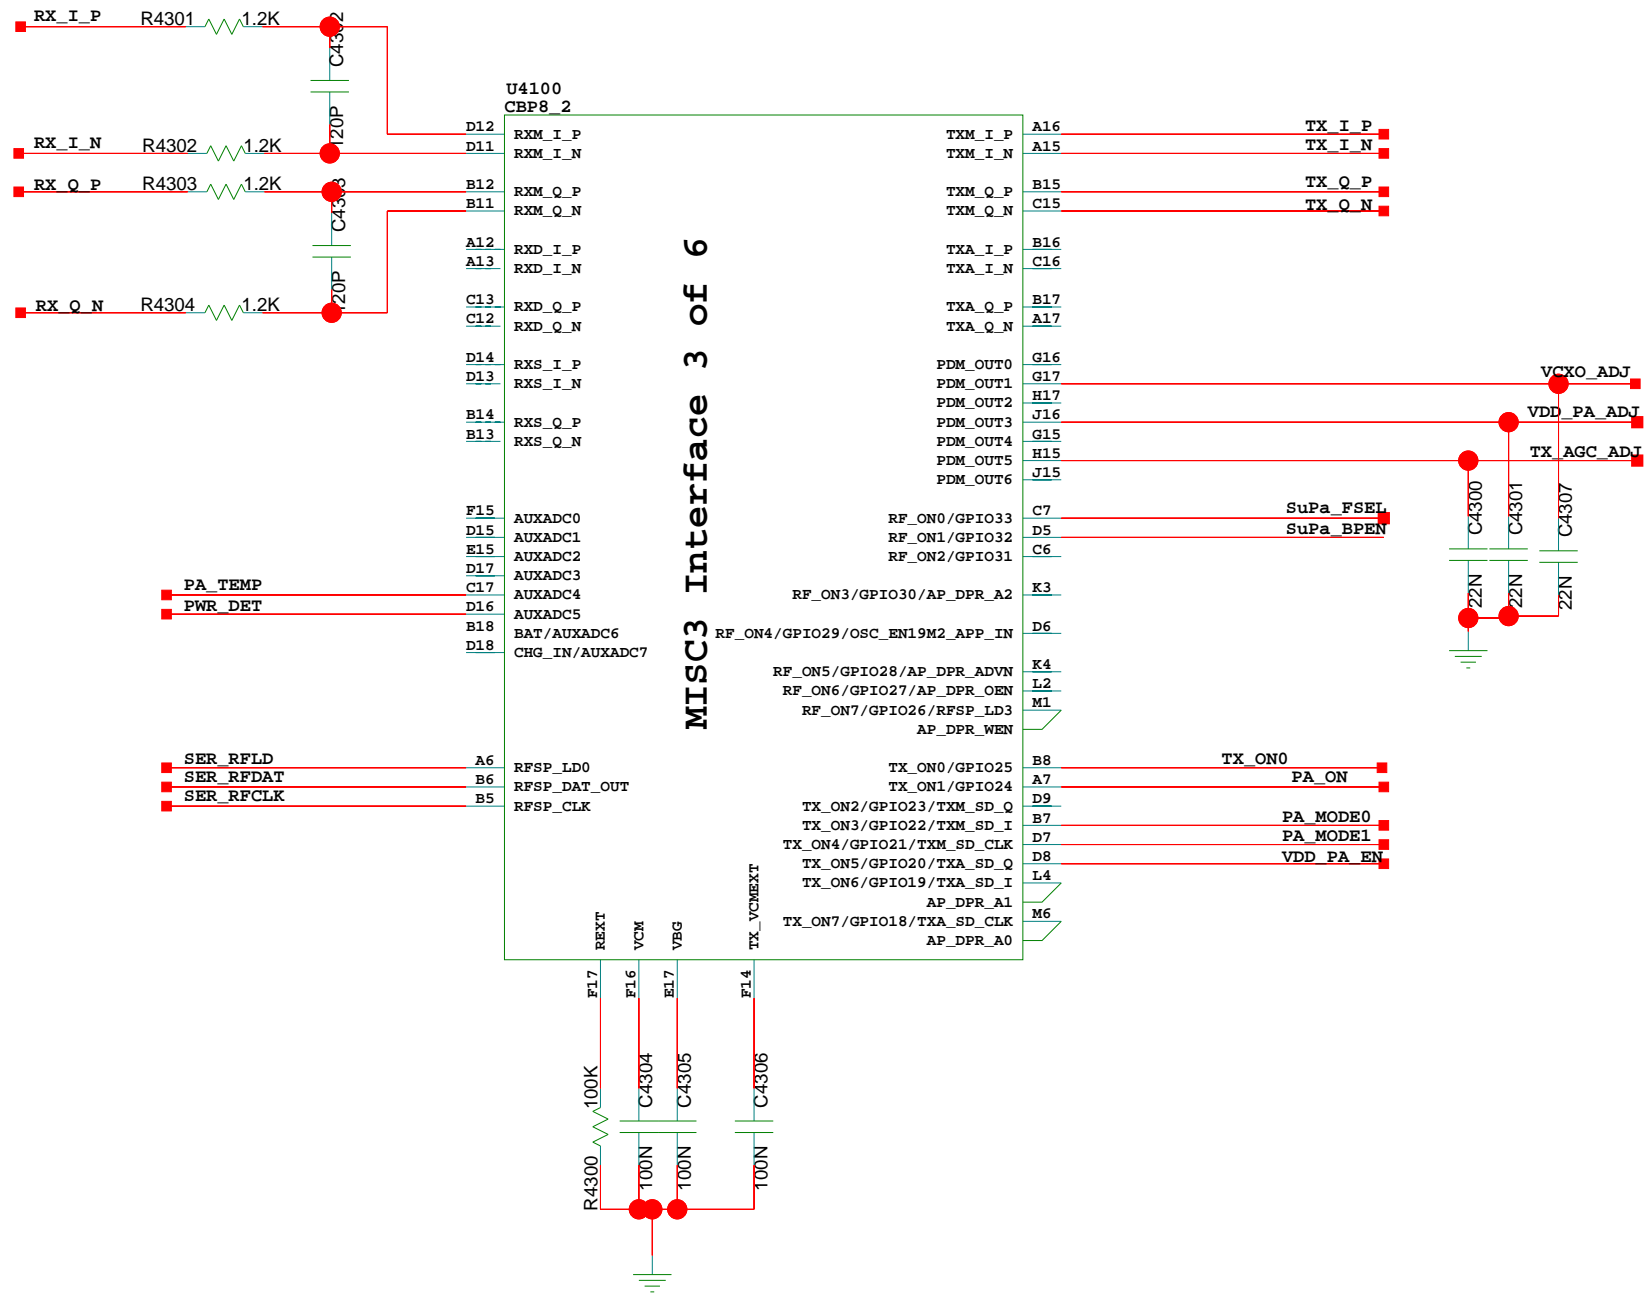 RX_I_P R4301 1.2K
C4302
120P
RX_I_N R4302 1.2K
RX_Q_P R4303 1.2K
C4303
120P
RX_Q_N R4304 1.2K
U4100
CBP8_2
MISC3 Interface 3 of 6
D12 RXM_I_P
D11 RXM_I_N
B12 RXM_Q_P
B11 RXM_Q_N
A12 RXD_I_P
A13 RXD_I_N
C13 RXD_Q_P
C12 RXD_Q_N
D14 RXS_I_P
D13 RXS_I_N
B14 RXS_Q_P
B13 RXS_Q_N
F15 AUXADC0
D15 AUXADC1
E15 AUXADC2
D17 AUXADC3
PA_TEMP C17 AUXADC4
PWR_DET D16 AUXADC5
B18 BAT/AUXADC6
D18 CHG_IN/AUXADC7
SER_RFLD A6 RFSP_LD0
SER_RFDAT B6 RFSP_DAT_OUT
SER_RFCLK B5 RFSP_CLK
TXM_I_P A16 TX_I_P
TXM_I_N A15 TX_I_N
TXM_Q_P B15 TX_Q_P
TXM_Q_N C15 TX_Q_N
TXA_I_P B16
TXA_I_N C16
TXA_Q_P B17
TXA_Q_N A17
PDM_OUT0 G16
PDM_OUT1 G17 VCXO_ADJ
PDM_OUT2 H17
PDM_OUT3 J16 VDD_PA_ADJ
PDM_OUT4 G15
PDM_OUT5 H15 TX_AGC_ADJ
PDM_OUT6 J15
C4300
22N
C4301
22N
C4307
22N
RF_ON0/GPIO33 C7 SuPa_FSEL
RF_ON1/GPIO32 D5 SuPa_BPEN
RF_ON2/GPIO31 C6
RF_ON3/GPIO30/AP_DPR_A2 K3
RF_ON4/GPIO29/OSC_EN19M2_APP_IN D6
RF_ON5/GPIO28/AP_DPR_ADVN K4
RF_ON6/GPIO27/AP_DPR_OEN L2
RF_ON7/GPIO26/RFSP_LD3 M1
AP_DPR_WEN
TX_ON0/GPIO25 B8 TX_ON0
TX_ON1/GPIO24 A7 PA_ON
TX_ON2/GPIO23/TXM_SD_Q D9
TX_ON3/GPIO22/TXM_SD_I B7 PA_MODE0
TX_ON4/GPIO21/TXM_SD_CLK D7 PA_MODE1
TX_ON5/GPIO20/TXA_SD_Q D8 VDD_PA_EN
TX_ON6/GPIO19/TXA_SD_I L4
AP_DPR_A1
TX_ON7/GPIO18/TXA_SD_CLK M6
AP_DPR_A0
REXT
F17
100K
R4300
VCM
F16
C4304
100N
VBG
E17
C4305
100N
TX_VCMEXT
F14
C4306
100N